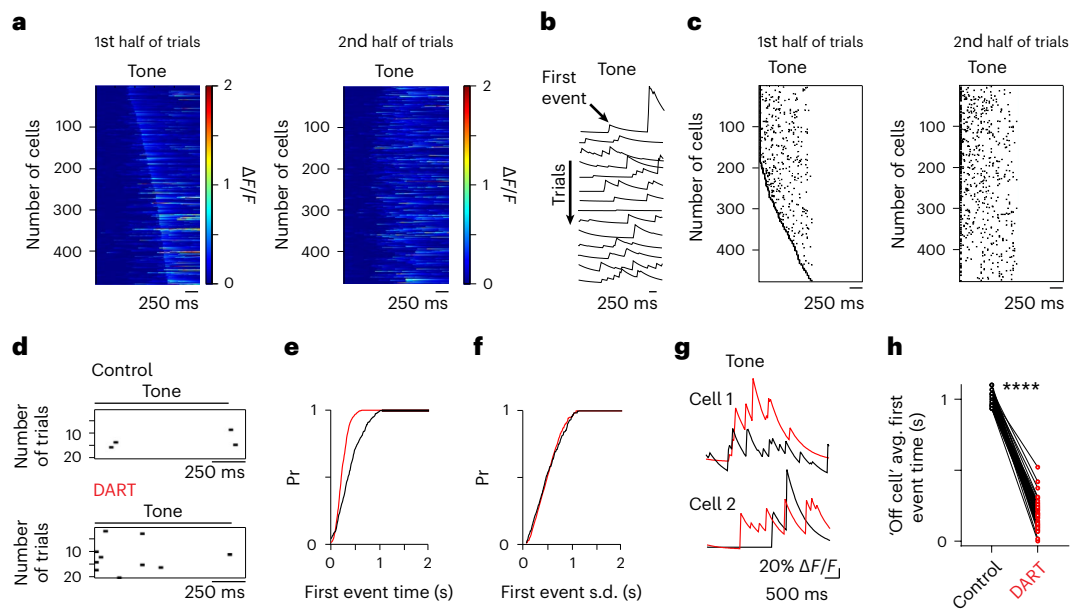 a
1st half of trials
Tone
Number of cells
100
200
300
400
2
1
0
ΔF/F
250 ms
2nd half of trials
Tone
Number of cells
100
200
300
400
2
1
0
ΔF/F
250 ms
b
Tone
First
event
Trials
250 ms
c
1st half of trials
Tone
Number of cells
100
200
300
400
250 ms
2nd half of trials
Tone
Number of cells
100
200
300
400
250 ms
d
Control
Tone
Number
of trials
10
20
250 ms
DART
Tone
Number
of trials
10
20
250 ms
e
Pr
1
0
0
1
2
First event time (s)
f
Pr
1
0
0
1
2
First event s.d. (s)
g
Tone
Cell 1
Cell 2
20% ΔF/F
500 ms
h
'Off cell' avg. first
event time (s)
1
0
****
Control
DART